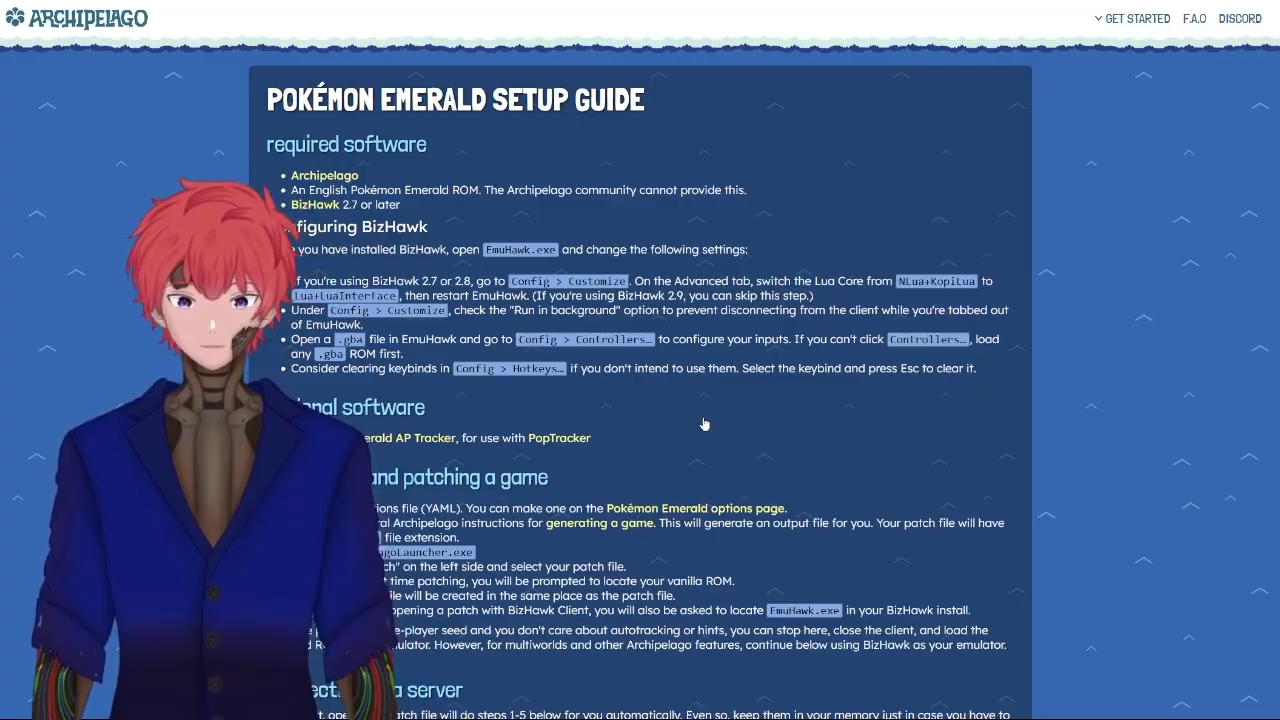 ARCHIPELAGO
GET STARTED F.A.Q DISCORD
POKÉMON EMERALD SETUP GUIDE
required software
Archipelago
An English Pokémon Emerald ROM. The Archipelago community cannot provide this.
BizHawk 2.7 or later
figuring BizHawk
you have installed BizHawk, open EmuHawk.exe and change the following settings:
If you're using BizHawk 2.7 or 2.8, go to Config > Customize. On the Advanced tab, switch the Lua Core from NLua+KopiLua to
Lua+LuaInterface, then restart EmuHawk. (If you're using BizHawk 2.9, you can skip this step.)
Under Config > Customize, check the "Run in background" option to prevent disconnecting from the client while you're tabbed out
of EmuHawk.
Open a .gba file in EmuHawk and go to Config > Controllers… to configure your inputs. If you can't click Controllers…, load
any .gba ROM first.
Consider clearing keybinds in Config > Hotkeys… if you don't intend to use them. Select the keybind and press Esc to clear it.
nal software
erald AP Tracker, for use with PopTracker
and patching a game
ions file (YAML). You can make one on the Pokémon Emerald options page.
al Archipelago instructions for generating a game. This will generate an output file for you. Your patch file will have
file extension.
agoLauncher.exe
ch" on the left side and select your patch file.
t time patching, you will be prompted to locate your vanilla ROM.
ile will be created in the same place as the patch file.
opening a patch with BizHawk Client, you will also be asked to locate EmuHawk.exe in your BizHawk install.
e-player seed and you don't care about autotracking or hints, you can stop here, close the client, and load the
ulator. However, for multiworlds and other Archipelago features, continue below using BizHawk as your emulator.
a server
atch file will do steps 1-5 below for you automatically. Even so, keep them in your memory just in case you have to